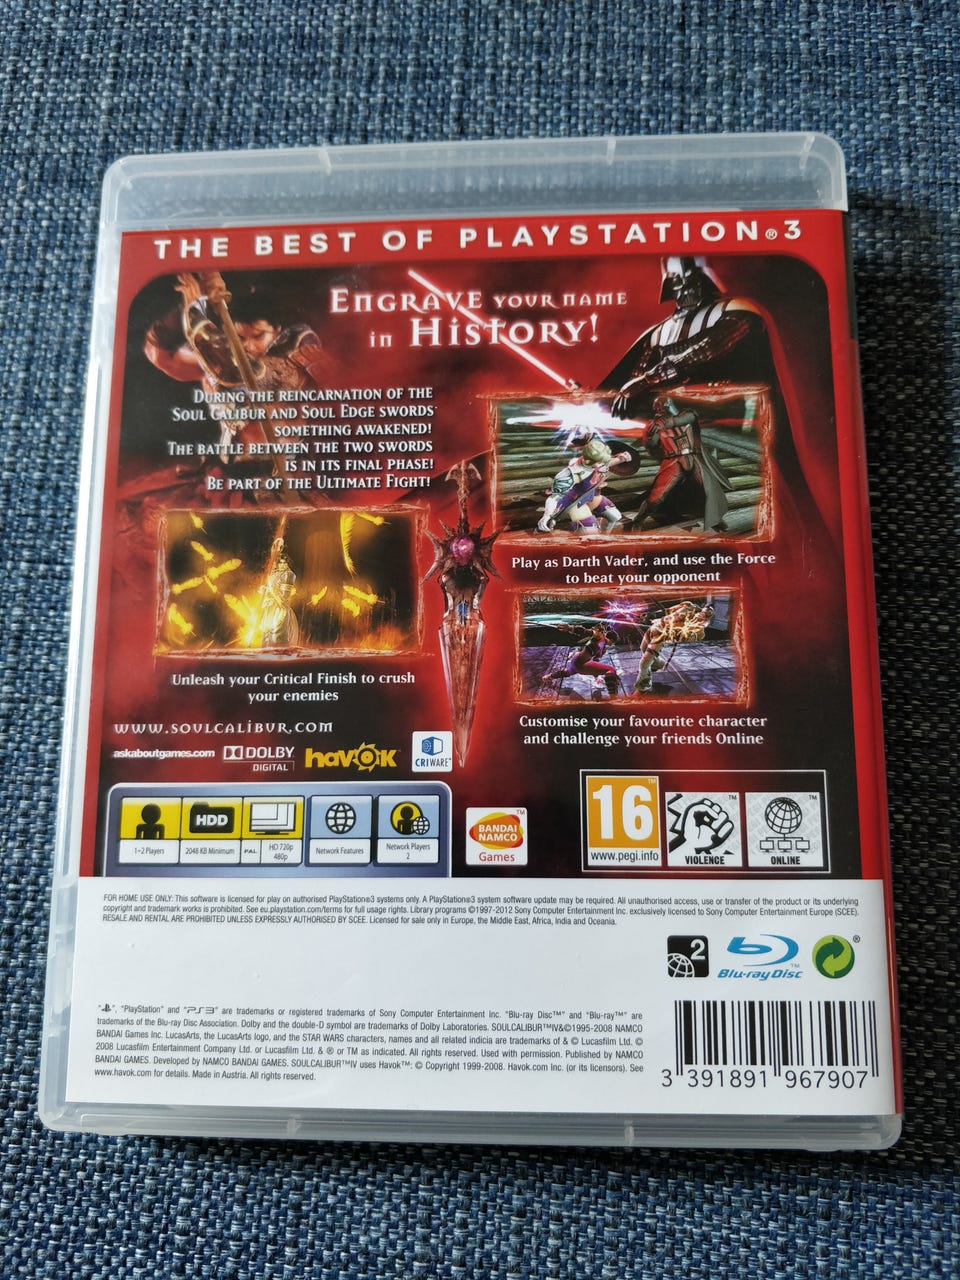 THE BEST OF PLAYSTATION®3
ENGRAVE YOUR NAME
IN HISTORY!
DURING THE REINCARNATION OF THE
SOUL CALIBUR AND SOUL EDGE SWORDS
SOMETHING AWAKENED!
THE BATTLE BETWEEN THE TWO SWORDS
IS IN ITS FINAL PHASE!
BE PART OF THE ULTIMATE FIGHT!
Play as Darth Vader, and use the Force
to beat your opponent
Unleash your Critical Finish to crush
your enemies
Customise your favourite character
and challenge your friends Online
WWW.SOULCALIBUR.COM
askaboutgames.com
DOLBY
DIGITAL
havok™
CRIWARE™
HDD
1-2 Players
2048 KB Minimum
PAL
HD 720p
480p
Network Features
Network Players
2
BANDAI
NAMCO
Games
TM
16
www.pegi.info
VIOLENCE
ONLINE
FOR HOME USE ONLY: This software is licensed for play on authorised PlayStation®3 systems only. A PlayStation®3 system software update may be required. All unauthorised access, use or transfer of the product or its underlying
copyright and trademark works is prohibited. See eu.playstation.com/terms for full usage rights. Library programs ©1997-2012 Sony Computer Entertainment Inc. exclusively licensed to Sony Computer Entertainment Europe (SCEE).
RESALE AND RENTAL ARE PROHIBITED UNLESS EXPRESSLY AUTHORISED BY SCEE. Licensed for sale only in Europe, the Middle East, Africa, India and Oceania.
2
Blu-ray Disc™
®
" ", "PlayStation" and "PS3" are trademarks or registered trademarks of Sony Computer Entertainment Inc. "Blu-ray Disc™" and "Blu-ray™" are
trademarks of the Blu-ray Disc Association. Dolby and the double-D symbol are trademarks of Dolby Laboratories. SOULCALIBUR™IV&©1995-2008 NAMCO
BANDAI Games Inc. LucasArts, the LucasArts logo, and the STAR WARS characters, names and all related indicia are trademarks of & © Lucasfilm Ltd. ©
2008 Lucasfilm Entertainment Company Ltd. or Lucasfilm Ltd. & ® or TM as indicated. All rights reserved. Used with permission. Published by NAMCO
BANDAI GAMES. Developed by NAMCO BANDAI GAMES. SOULCALIBUR™IV uses Havok™: © Copyright 1999-2008. Havok.com Inc. (or its licensors). See
www.havok.com for details. Made in Austria. All rights reserved.
3 391891 967907